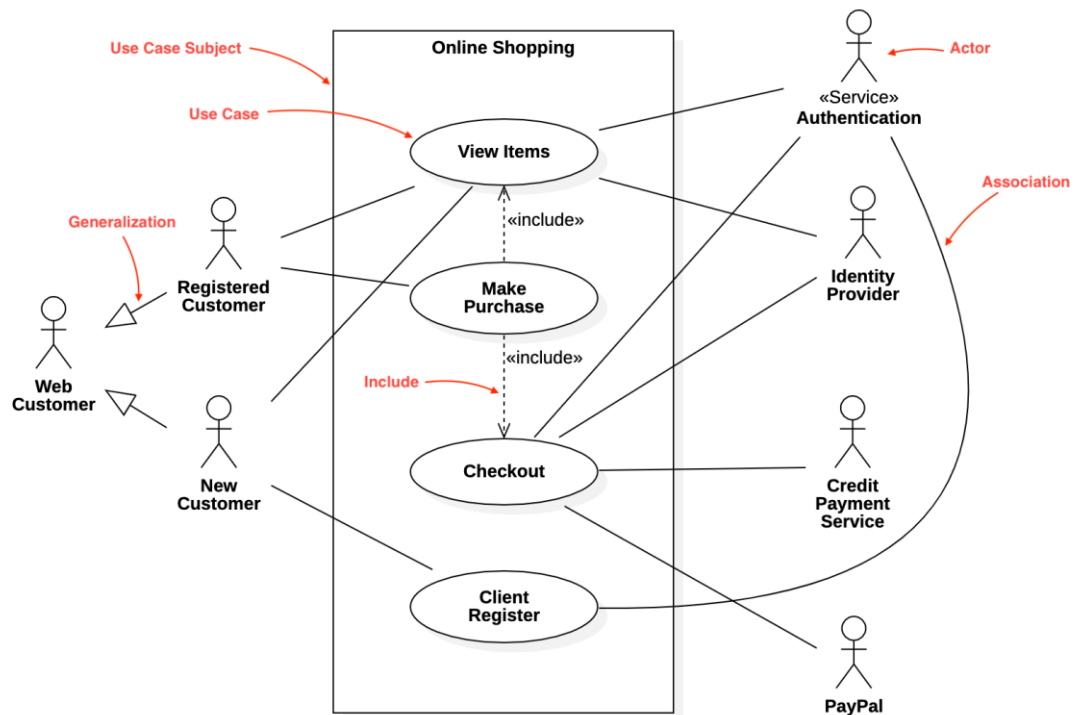 Use Case Subject
Online Shopping
Actor
«Service»
Authentication
Use Case
View Items
Association
Generalization
«include»
Registered
Customer
Make
Purchase
Identity
Provider
«include»
Include
Web
Customer
Checkout
New
Customer
Credit
Payment
Service
Client
Register
PayPal